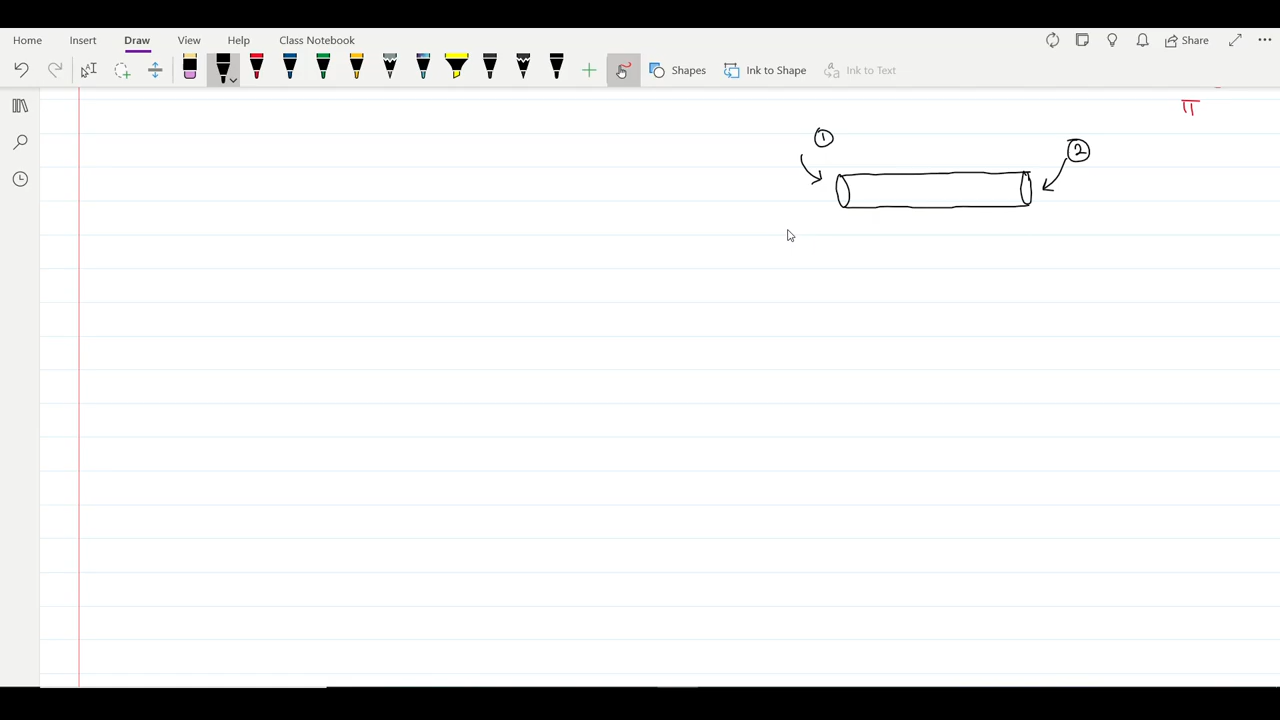 Home Insert Draw View Help Class Notebook
Share
Shapes Ink to Shape Ink to Text
π
①
②